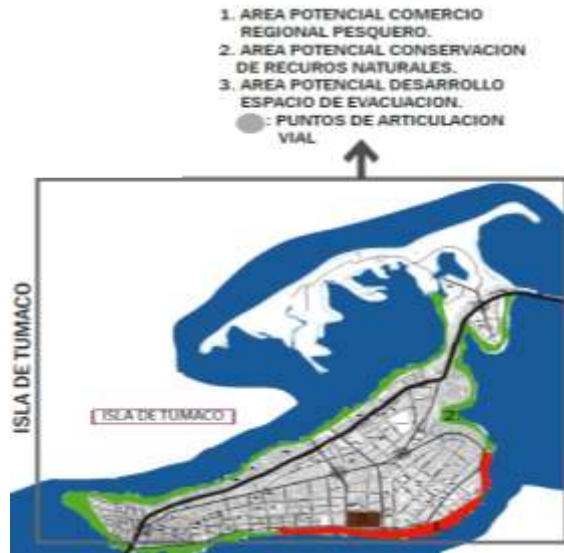 1. AREA POTENCIAL COMERCIO
REGIONAL PESQUERO.
2. AREA POTENCIAL CONSERVACION
DE RECUROS NATURALES.
3. AREA POTENCIAL DESARROLLO
ESPACIO DE EVACUACION.
: PUNTOS DE ARTICULACION
VIAL
ISLA DE TUMACO
ISLA DE TUMACO
2